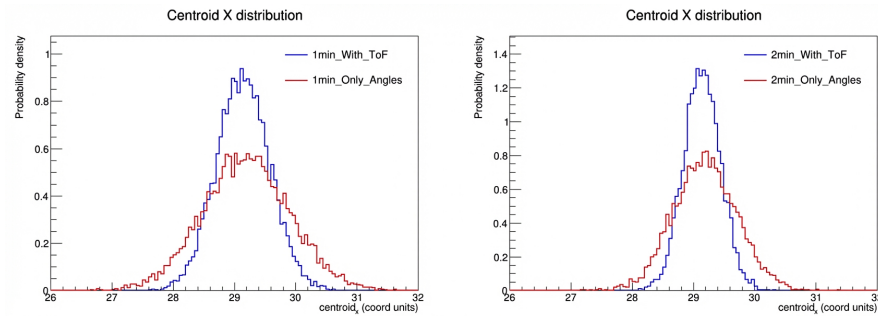 Centroid X distribution
Probability density
1
0.8
0.6
0.4
0.2
0
1min_With_ToF
1min_Only_Angles
26 27 28 29 30 31 32
centroid_x (coord units)
Centroid X distribution
Probability density
1.4
1.2
1
0.8
0.6
0.4
0.2
0
2min_With_ToF
2min_Only_Angles
26 27 28 29 30 31 3
centroid_x (coord units)